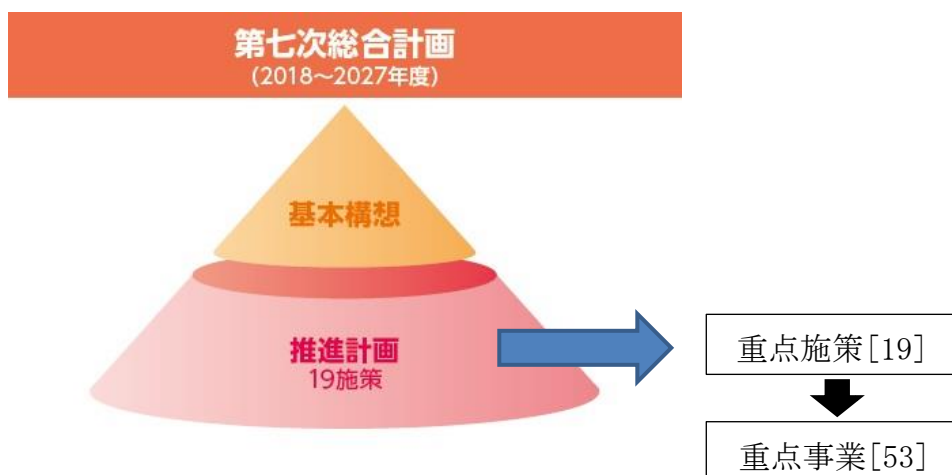 第七次総合計画
(2018～2027年度)
基本構想
推進計画
19施策
重点施策[19]
重点事業[53]